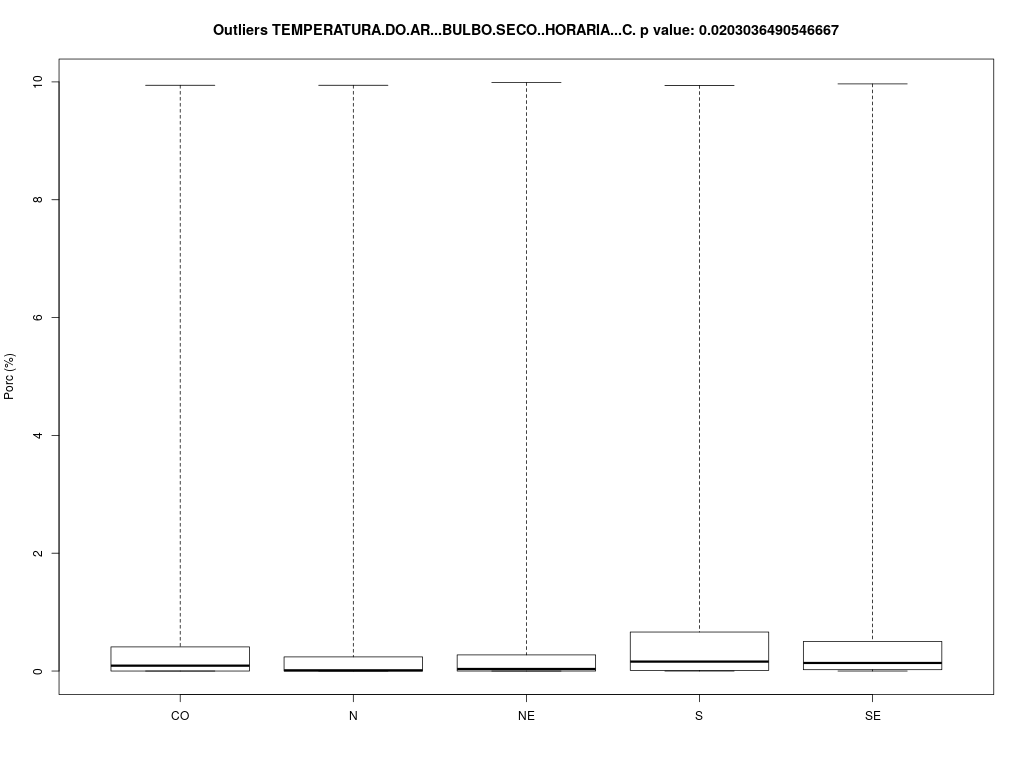 Outliers TEMPERATURA.DO.AR...BULBO.SECO..HORARIA...C. p value: 0.0203036490546667
Porc (%)
10
8
6
4
2
0
CO N NE S SE